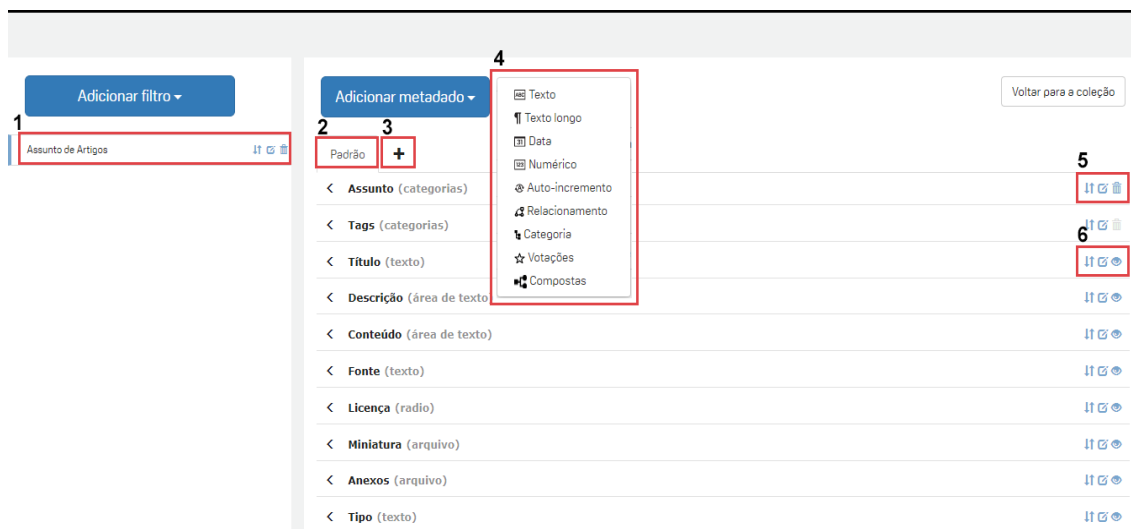 4
Adicionar filtro
Adicionar metadado
Texto
Voltar para a coleção
Texto longo
1
2
3
Data
Assunto de Artigos
Padrão
+
Numérico
5
Assunto (categorias)
Auto-incremento
Relacionamento
Tags (categorias)
Categoria
6
Título (texto)
Votações
Compostas
Descrição (área de texto
Conteúdo (área de texto)
Fonte (texto)
Licença (radio)
Miniatura (arquivo)
Anexos (arquivo)
Tipo (texto)